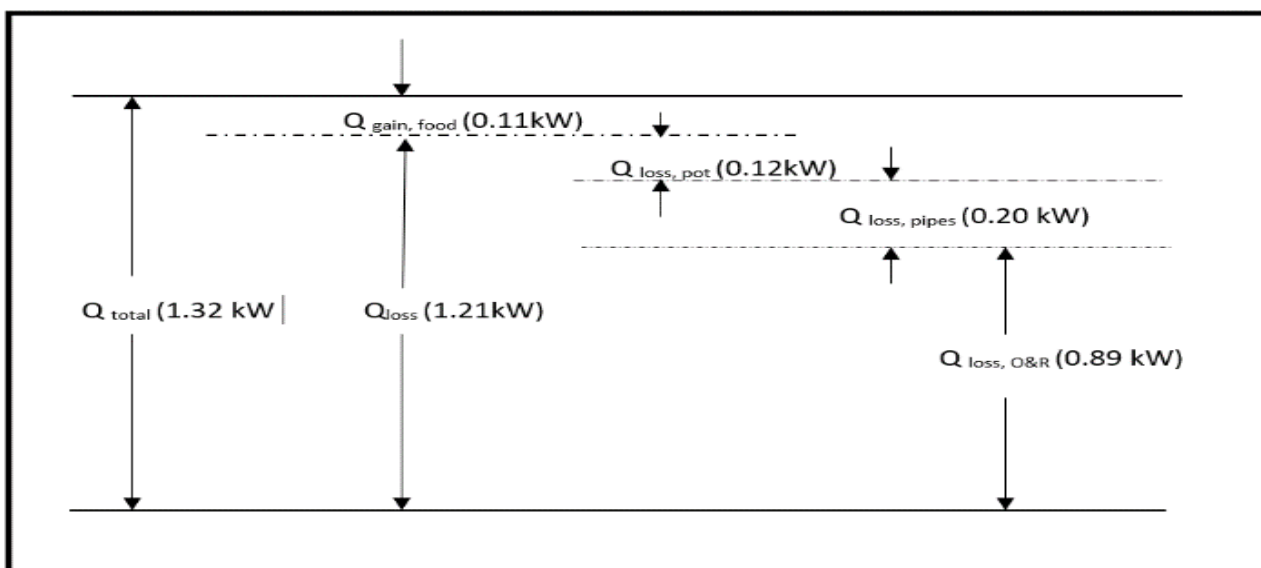 Q gain, food (0.11kW)
Q loss, pot (0.12kW)
Q loss, pipes (0.20 kW)
Q total (1.32 kW
Qloss (1.21kW)
Q loss, O&R (0.89 kW)